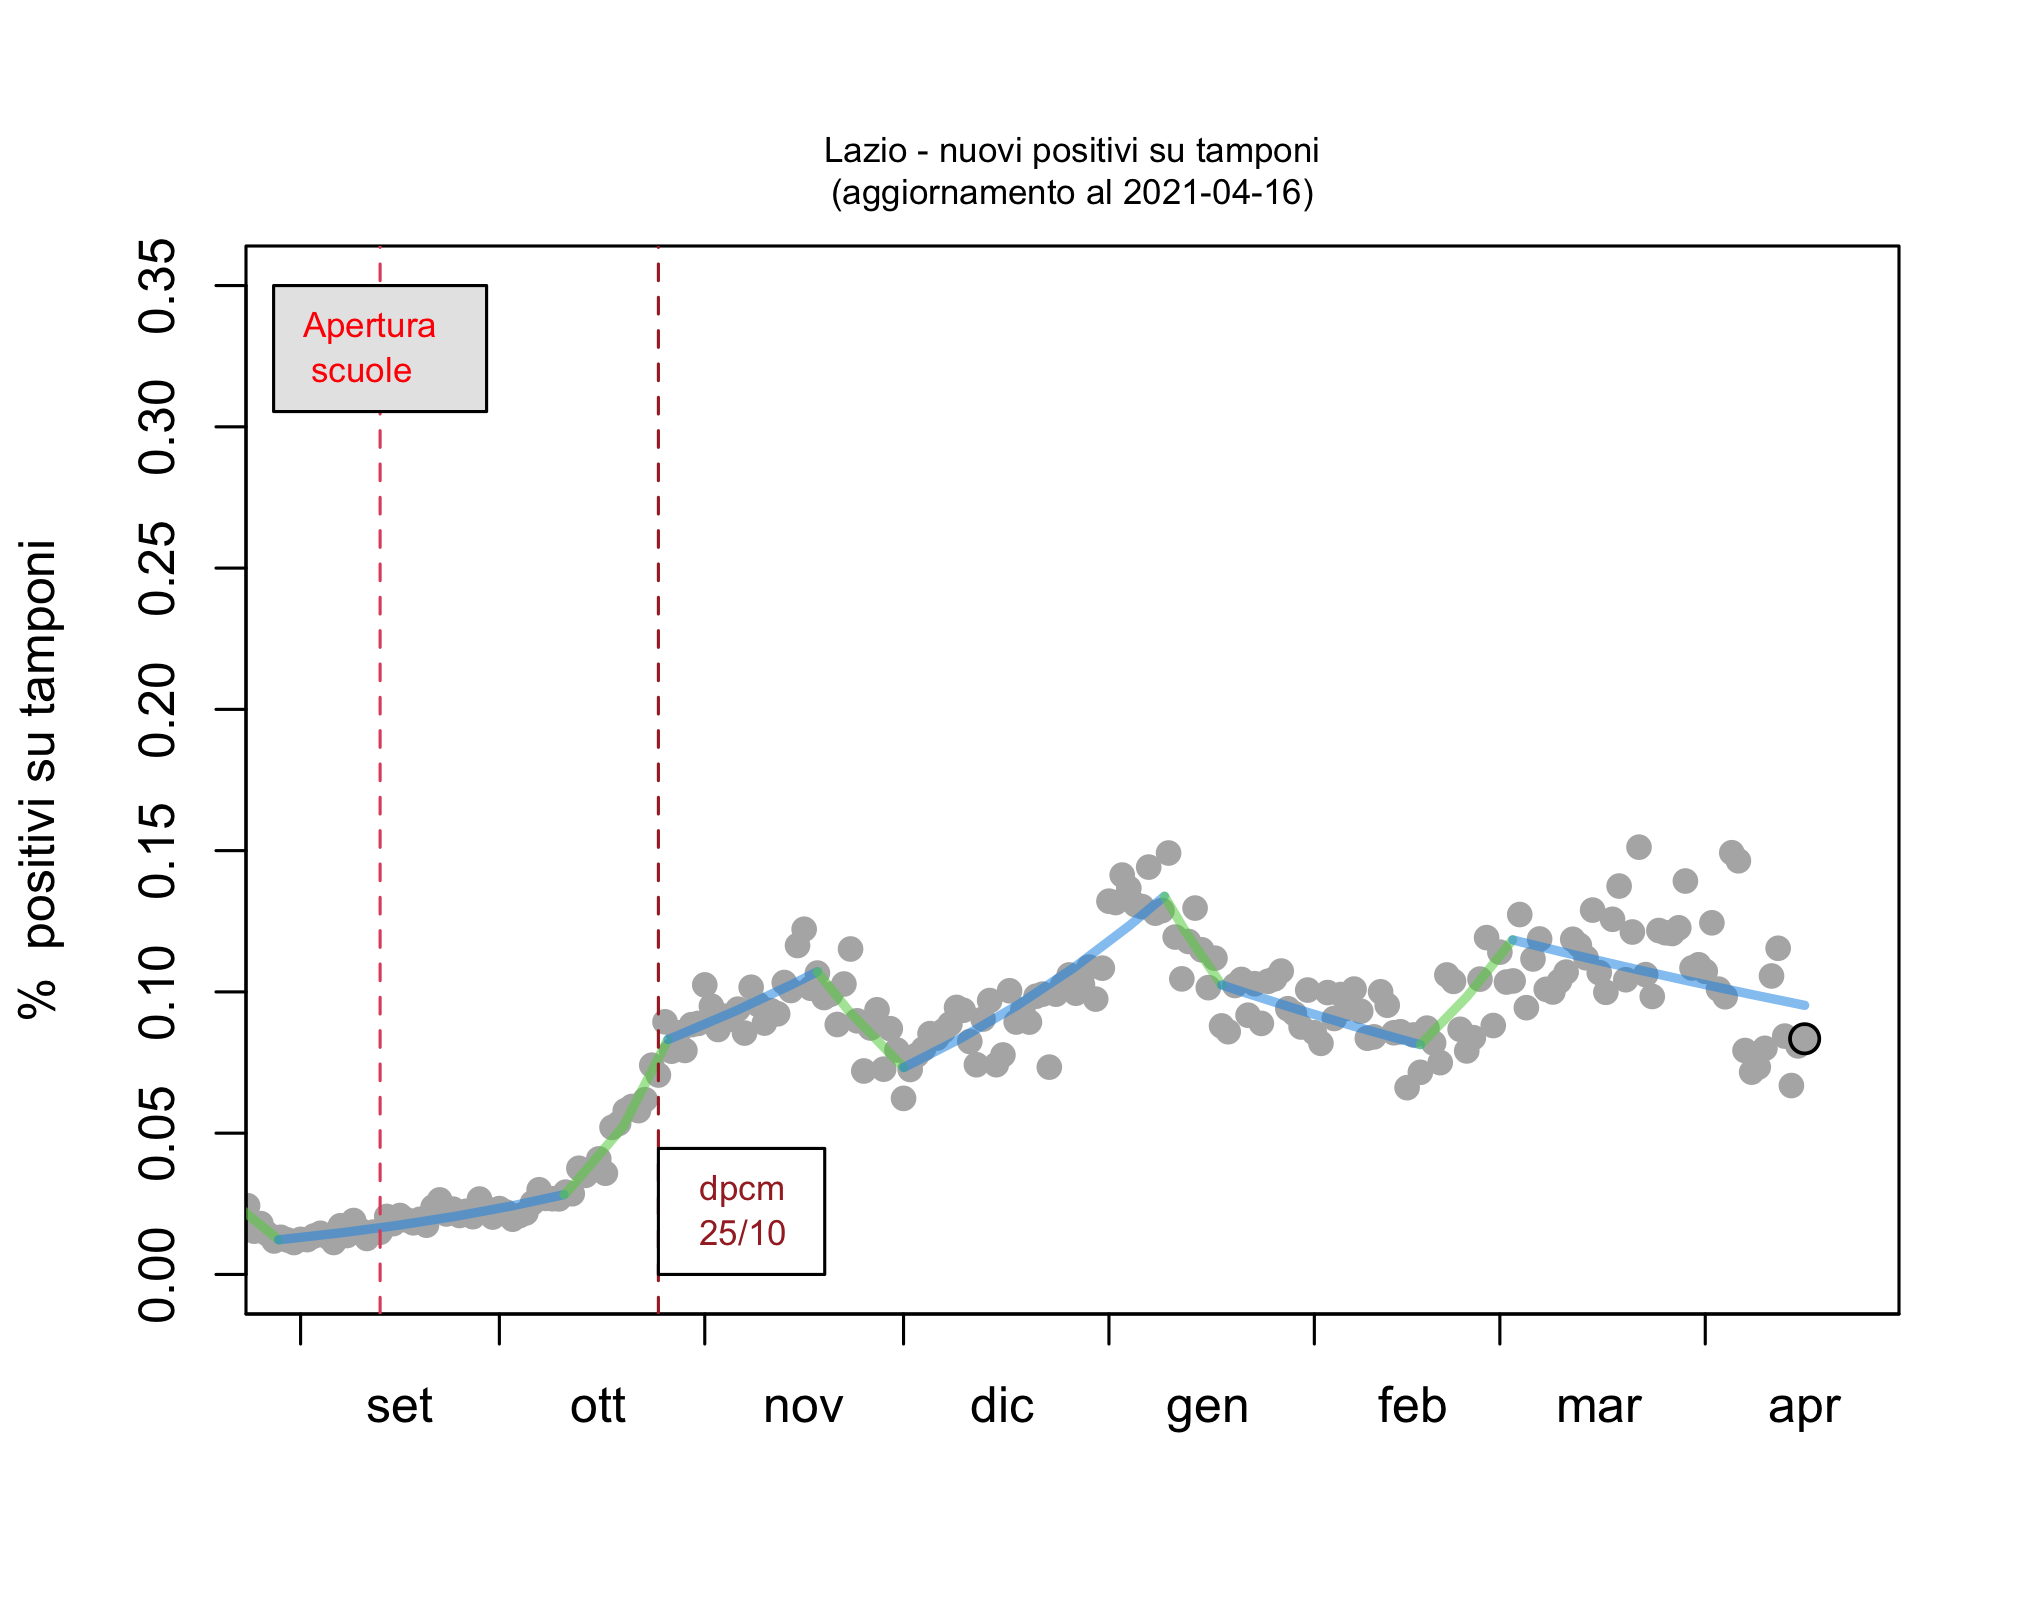 Lazio - nuovi positivi su tamponi
(aggiornamento al 2021-04-16)
% positivi su tamponi
0.35
0.30
0.25
0.20
0.15
0.10
0.05
0.00
Apertura
scuole
dpcm
25/10
set ott nov dic gen feb mar apr